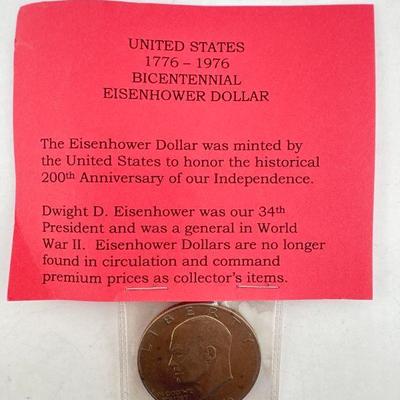 UNITED STATES
1776 – 1976
BICENTENNIAL
EISENHOWER DOLLAR
The Eisenhower Dollar was minted by
the United States to honor the historical
200th Anniversary of our Independence.
Dwight D. Eisenhower was our 34th
President and was a general in World
War II. Eisenhower Dollars are no longer
found in circulation and command
premium prices as collector's items.
LIBERTY